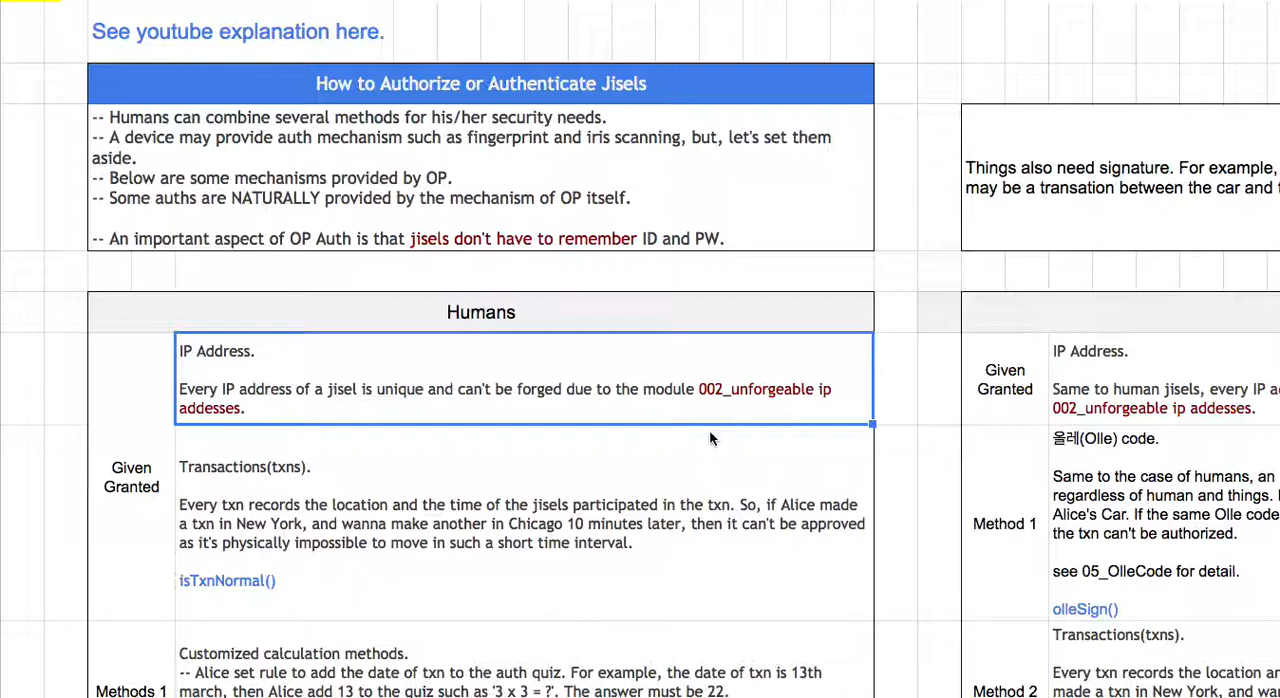 See youtube explanation here.
How to Authorize or Authenticate Jisels
-- Humans can combine several methods for his/her security needs.
-- A device may provide auth mechanism such as fingerprint and iris scanning, but, let's set them
aside.
-- Below are some mechanisms provided by OP.
-- Some auths are NATURALLY provided by the mechanism of OP itself.
-- An important aspect of OP Auth is that jisels don't have to remember ID and PW.
Things also need signature. For example,
may be a transation between the car and
Humans
Given
Granted
IP Address.
Every IP address of a jisel is unique and can't be forged due to the module 002_unforgeable ip
addesses.
Transactions(txns).
Every txn records the location and the time of the jisels participated in the txn. So, if Alice made
a txn in New York, and wanna make another in Chicago 10 minutes later, then it can't be approved
as it's physically impossible to move in such a short time interval.
isTxnNormal()
Methods 1
Customized calculation methods.
-- Alice set rule to add the date of txn to the auth quiz. For example, the date of txn is 13th
march, then Alice add 13 to the quiz such as '3 x 3 = ?'. The answer must be 22.
Given
Granted
IP Address.
Same to human jisels, every IP
002_unforgeable ip addesses.
Method 1
올레(Olle) code.
Same to the case of humans, an
regardless of human and things.
Alice's Car. If the same Olle code
the txn can't be authorized.
see 05_OlleCode for detail.
olleSign()
Method 2
Transactions(txns).
Every txn records the location
made a txn in New York, and